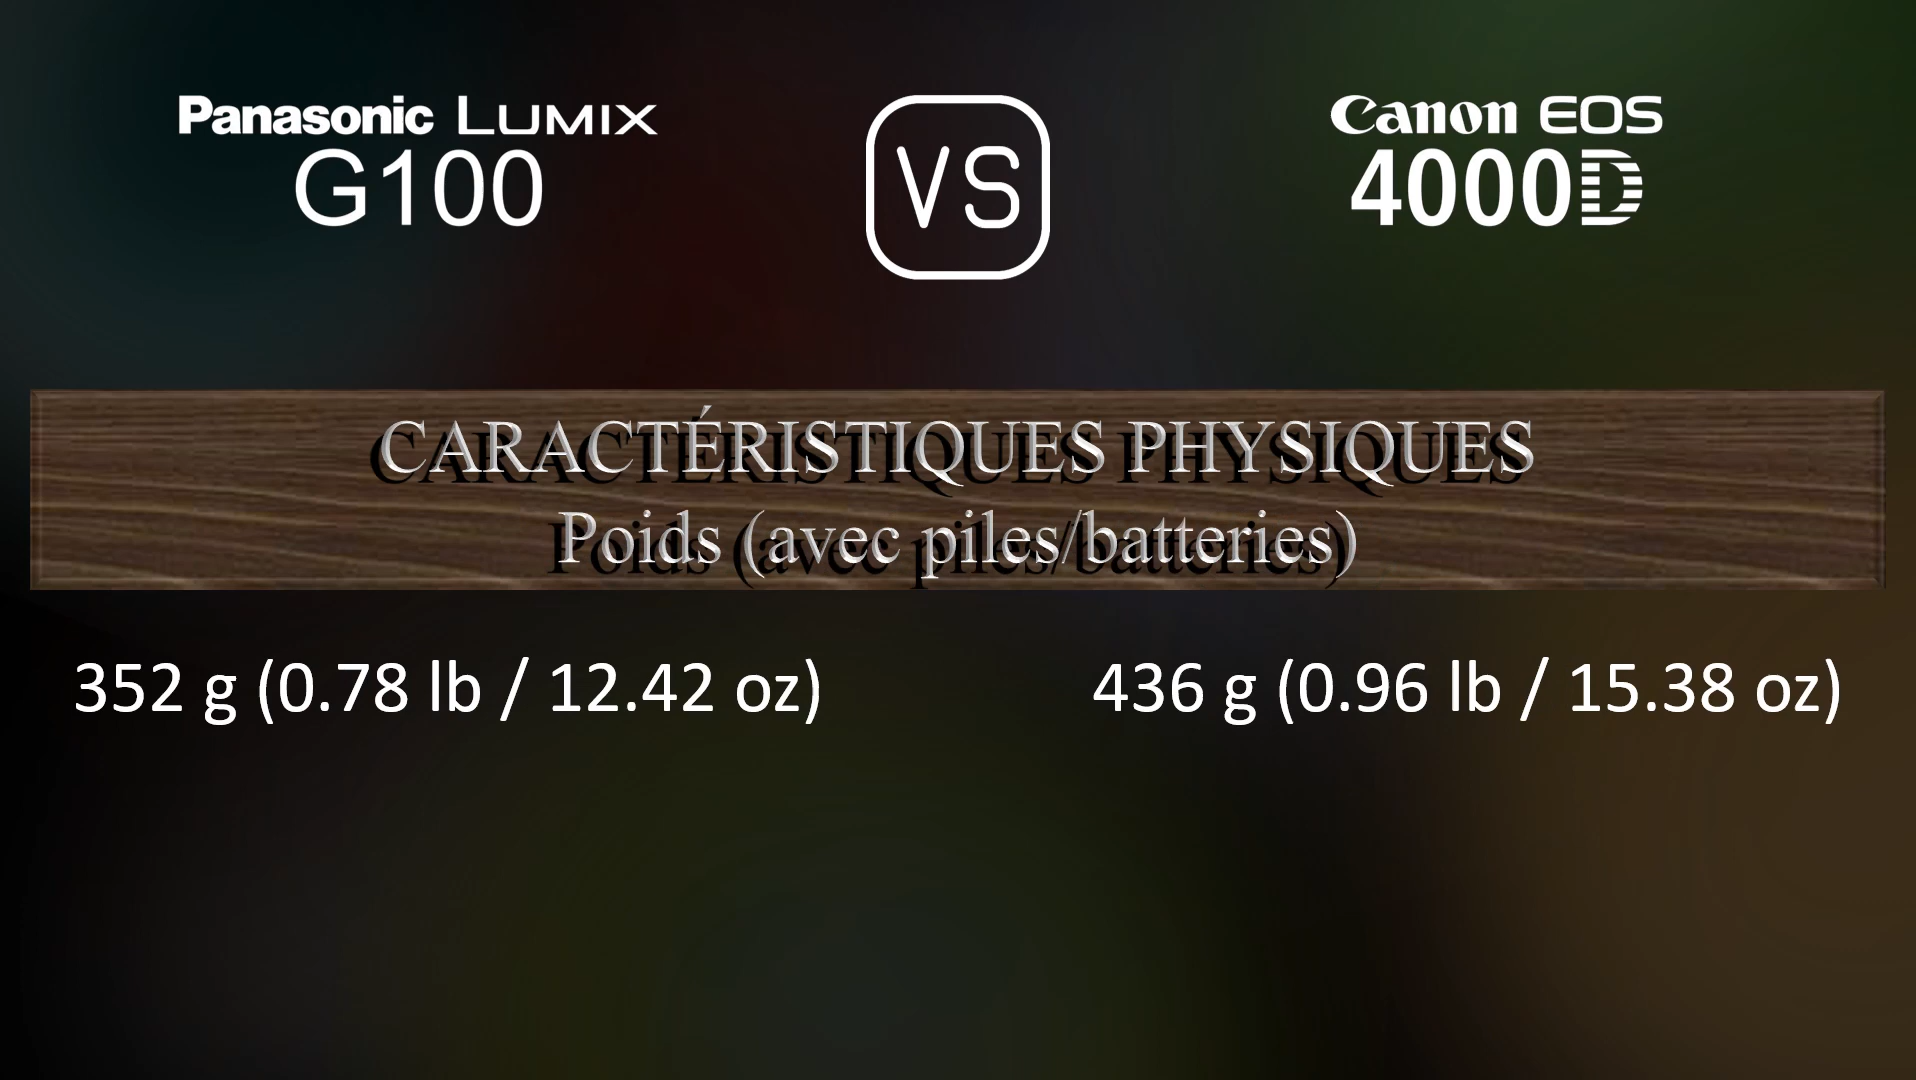 Panasonic LUMIX
G100
VS
Canon EOS
4000D
CARACTÉRISTIQUES PHYSIQUES
Poids (avec piles/batteries)
352 g (0.78 lb / 12.42 oz)
436 g (0.96 lb / 15.38 oz)